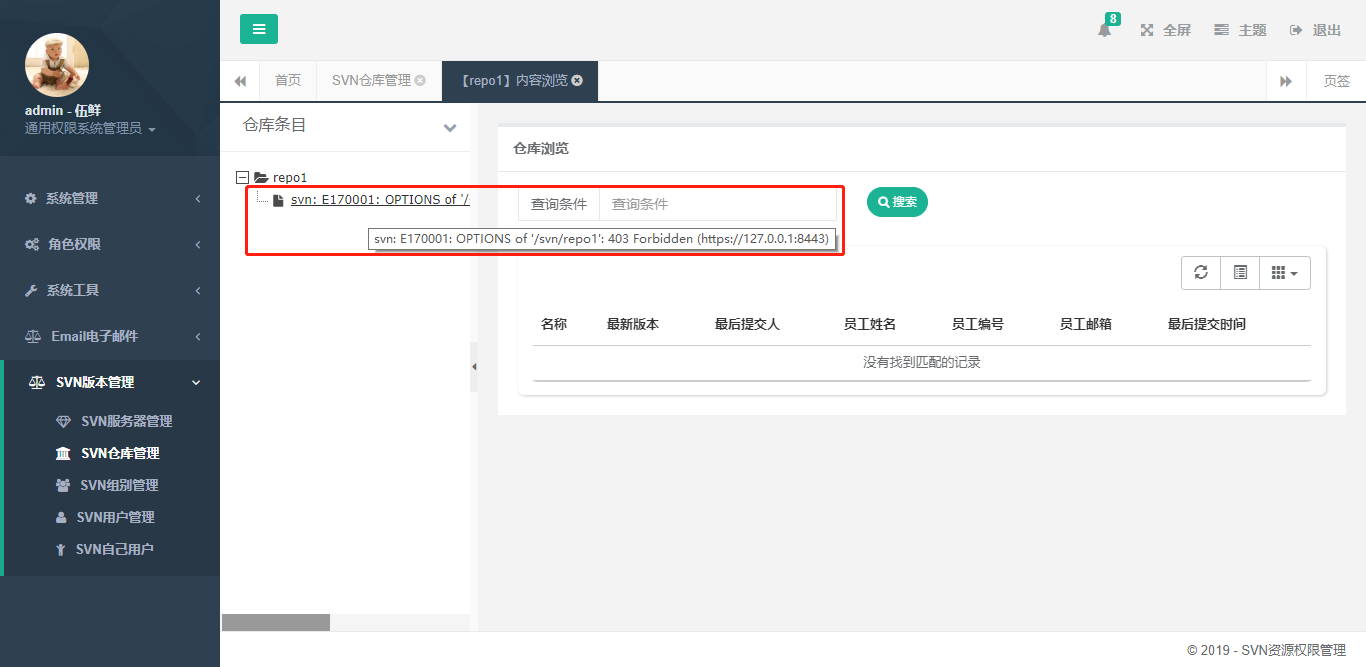 8
全屏
主题
退出
首页
SVN仓库管理
【repo1】内容浏览
页签
admin - 伍鲜
通用权限系统管理员
系统管理
角色权限
系统工具
Email电子邮件
SVN版本管理
SVN服务器管理
SVN仓库管理
SVN组别管理
SVN用户管理
SVN自己用户
仓库条目
repo1
svn: E170001: OPTIONS of '/
仓库浏览
查询条件
查询条件
搜索
svn: E170001: OPTIONS of '/svn/repo1': 403 Forbidden (https://127.0.0.1:8443)
名称 最新版本 最后提交人 员工姓名 员工编号 员工邮箱 最后提交时间
没有找到匹配的记录
© 2019 - SVN资源权限管理